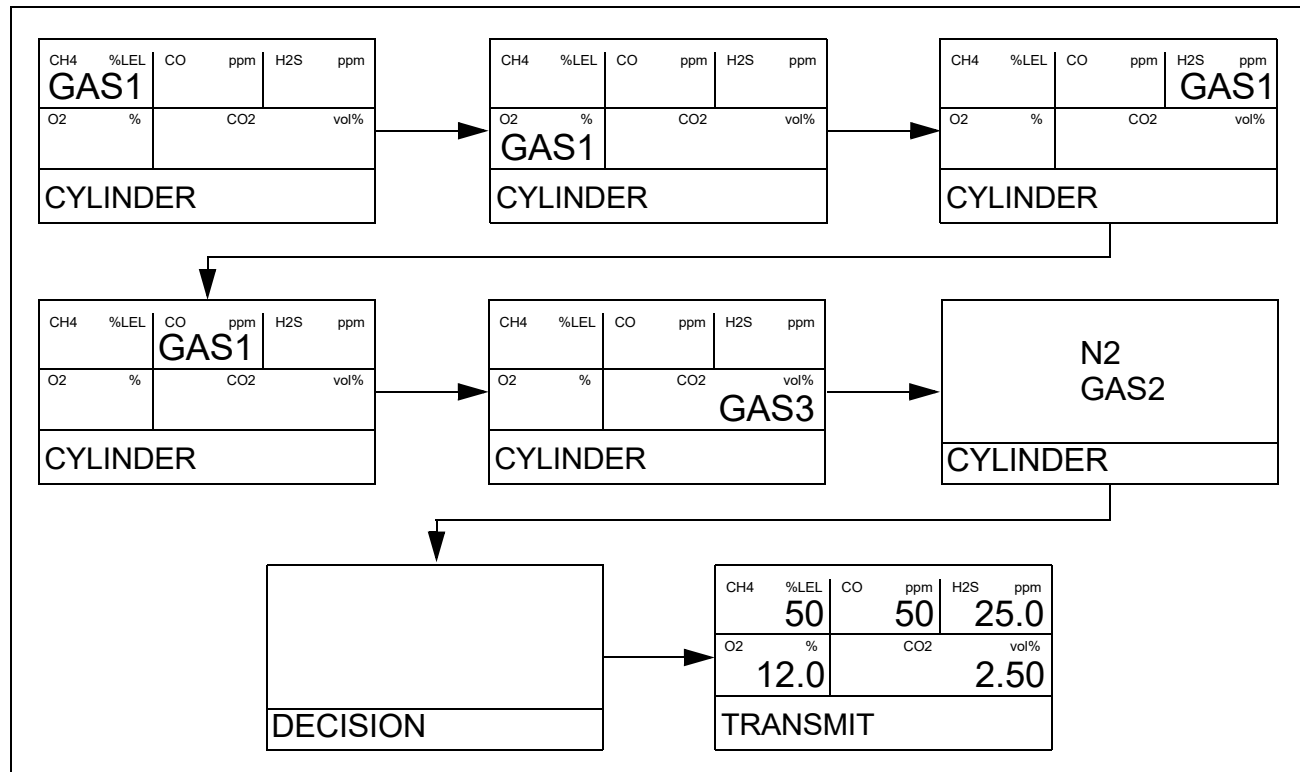 CH4 %LEL CO ppm H2S ppm
GAS1
O2 % CO2 vol%
CYLINDER
CH4 %LEL CO ppm H2S ppm
O2 % CO2 vol%
GAS1
CYLINDER
CH4 %LEL CO ppm H2S ppm
GAS1
O2 % CO2 vol%
CYLINDER
CH4 %LEL CO ppm H2S ppm
GAS1
O2 % CO2 vol%
CYLINDER
CH4 %LEL CO ppm H2S ppm
O2 % CO2 vol%
GAS3
CYLINDER
N2
GAS2
CYLINDER
DECISION
CH4 %LEL CO ppm H2S ppm
50 50 25.0
O2 % CO2 vol%
12.0 2.50
TRANSMIT